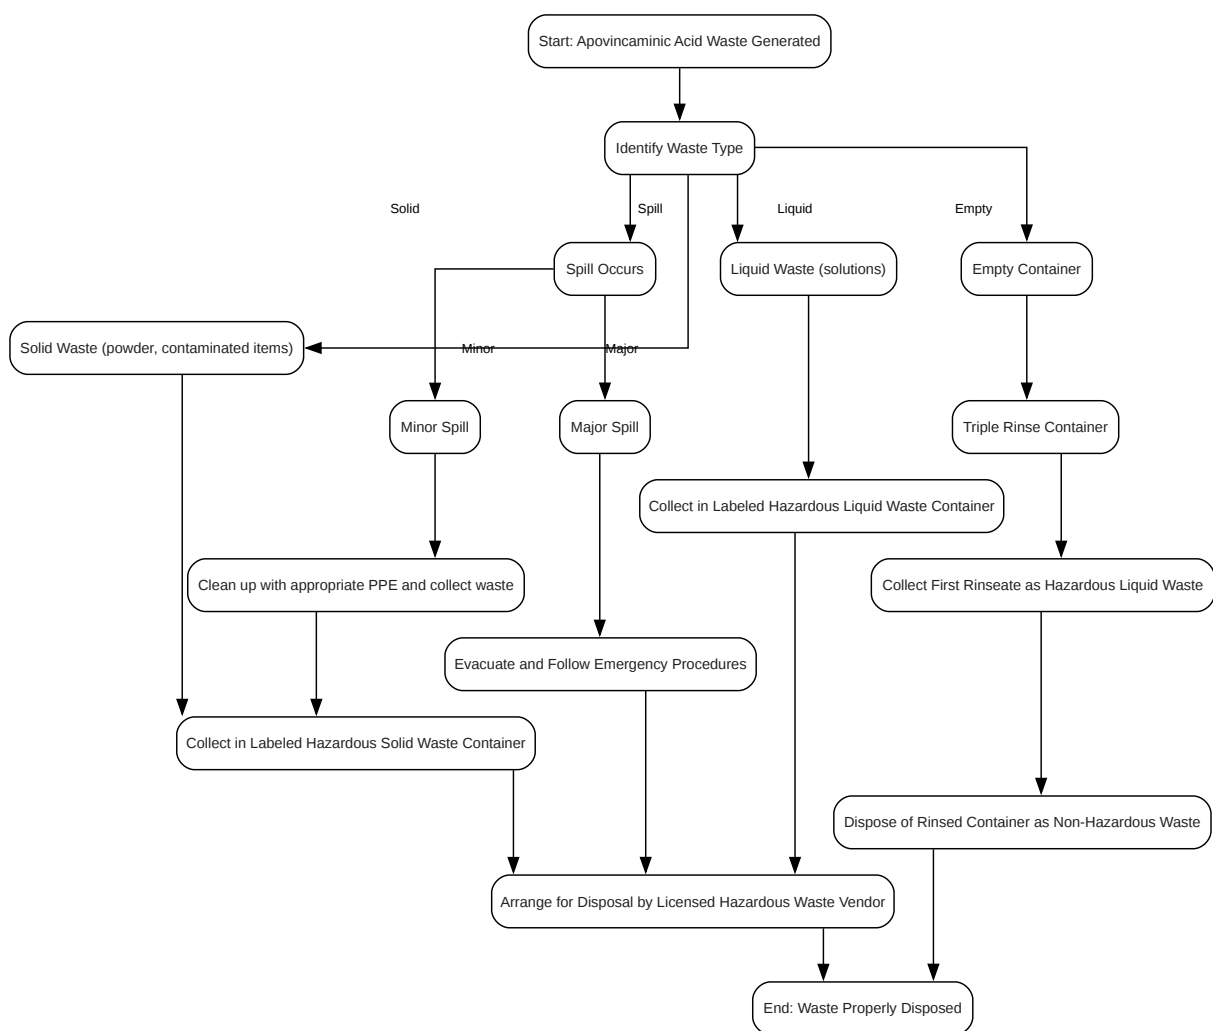 Start: Apovincaminic Acid Waste Generated
Identify Waste Type
Solid
Spill
Liquid
Empty
Spill Occurs
Liquid Waste (solutions)
Empty Container
Solid Waste (powder, contaminated items)
Minor
Major
Minor Spill
Major Spill
Triple Rinse Container
Collect in Labeled Hazardous Liquid Waste Container
Clean up with appropriate PPE and collect waste
Collect First Rinseate as Hazardous Liquid Waste
Evacuate and Follow Emergency Procedures
Collect in Labeled Hazardous Solid Waste Container
Dispose of Rinsed Container as Non-Hazardous Waste
Arrange for Disposal by Licensed Hazardous Waste Vendor
End: Waste Properly Disposed